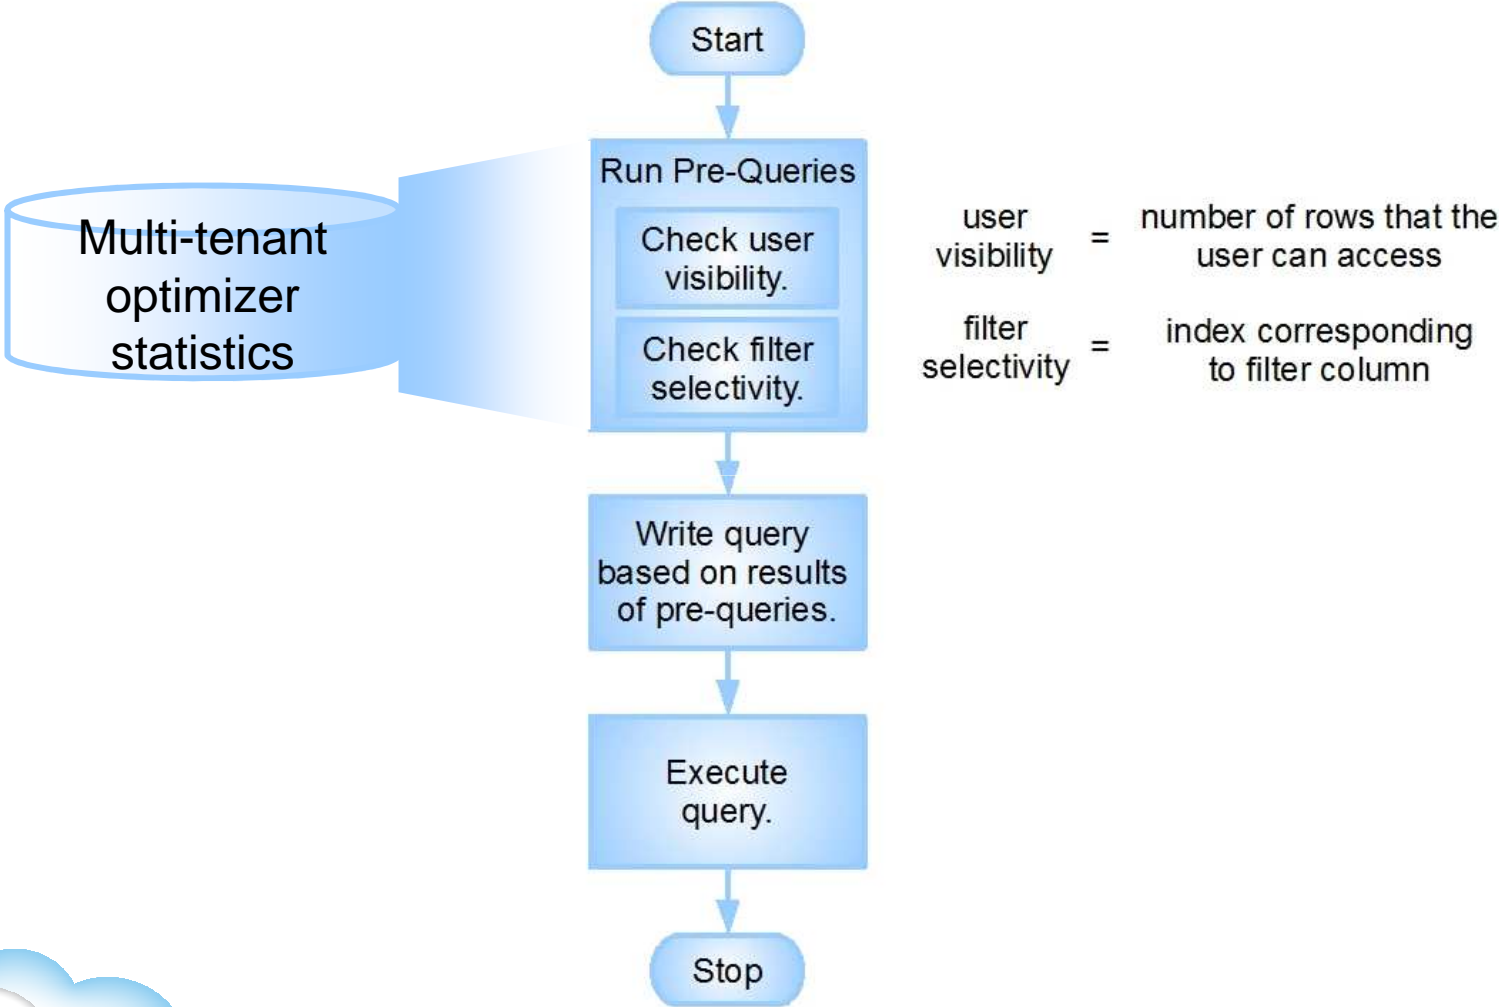 Start
Run Pre-Queries
Check user
visibility.
Check filter
selectivity.
Multi-tenant
optimizer
statistics
user
visibility
=
number of rows that the
user can access
filter
selectivity
=
index corresponding
to filter column
Write query
based on results
of pre-queries.
Execute
query.
Stop